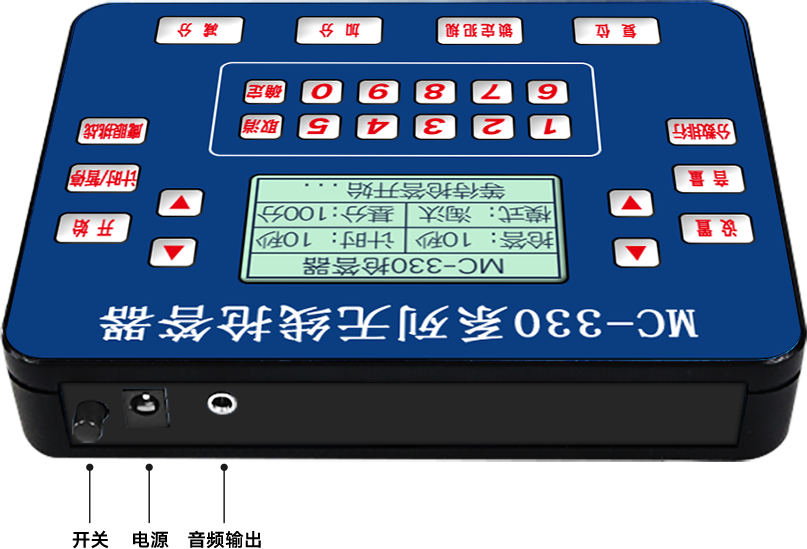 MC-330系列无线抢答器
MC-330抢答器
抢答：10秒 计时：10秒
模式：淘汰 基分:100分
等待抢答开始...
设置
音量
分数排行
开始
计时/暂停
鹰眼挑战
1 2 3 4 5 取消
6 7 8 9 0 确定
复位 锁定犯规 加分 减分
开关 电源 音频输出